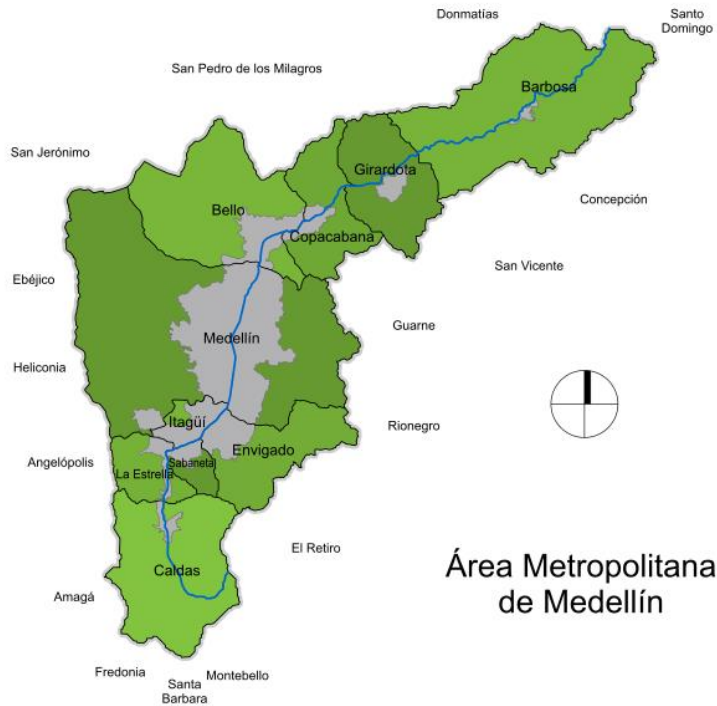 Donmatías
Santo
Domingo
San Pedro de los Milagros
Barbosa
San Jerónimo
Girardota
Concepción
Bello
Copacabana
San Vicente
Ebéjico
Guarne
Medellín
Heliconia
Itagüí
Rionegro
Envigado
Angelópolis
Sabaneta
La Estrella
El Retiro
Caldas
Área Metropolitana
de Medellín
Amagá
Fredonia
Montebello
Santa
Barbara